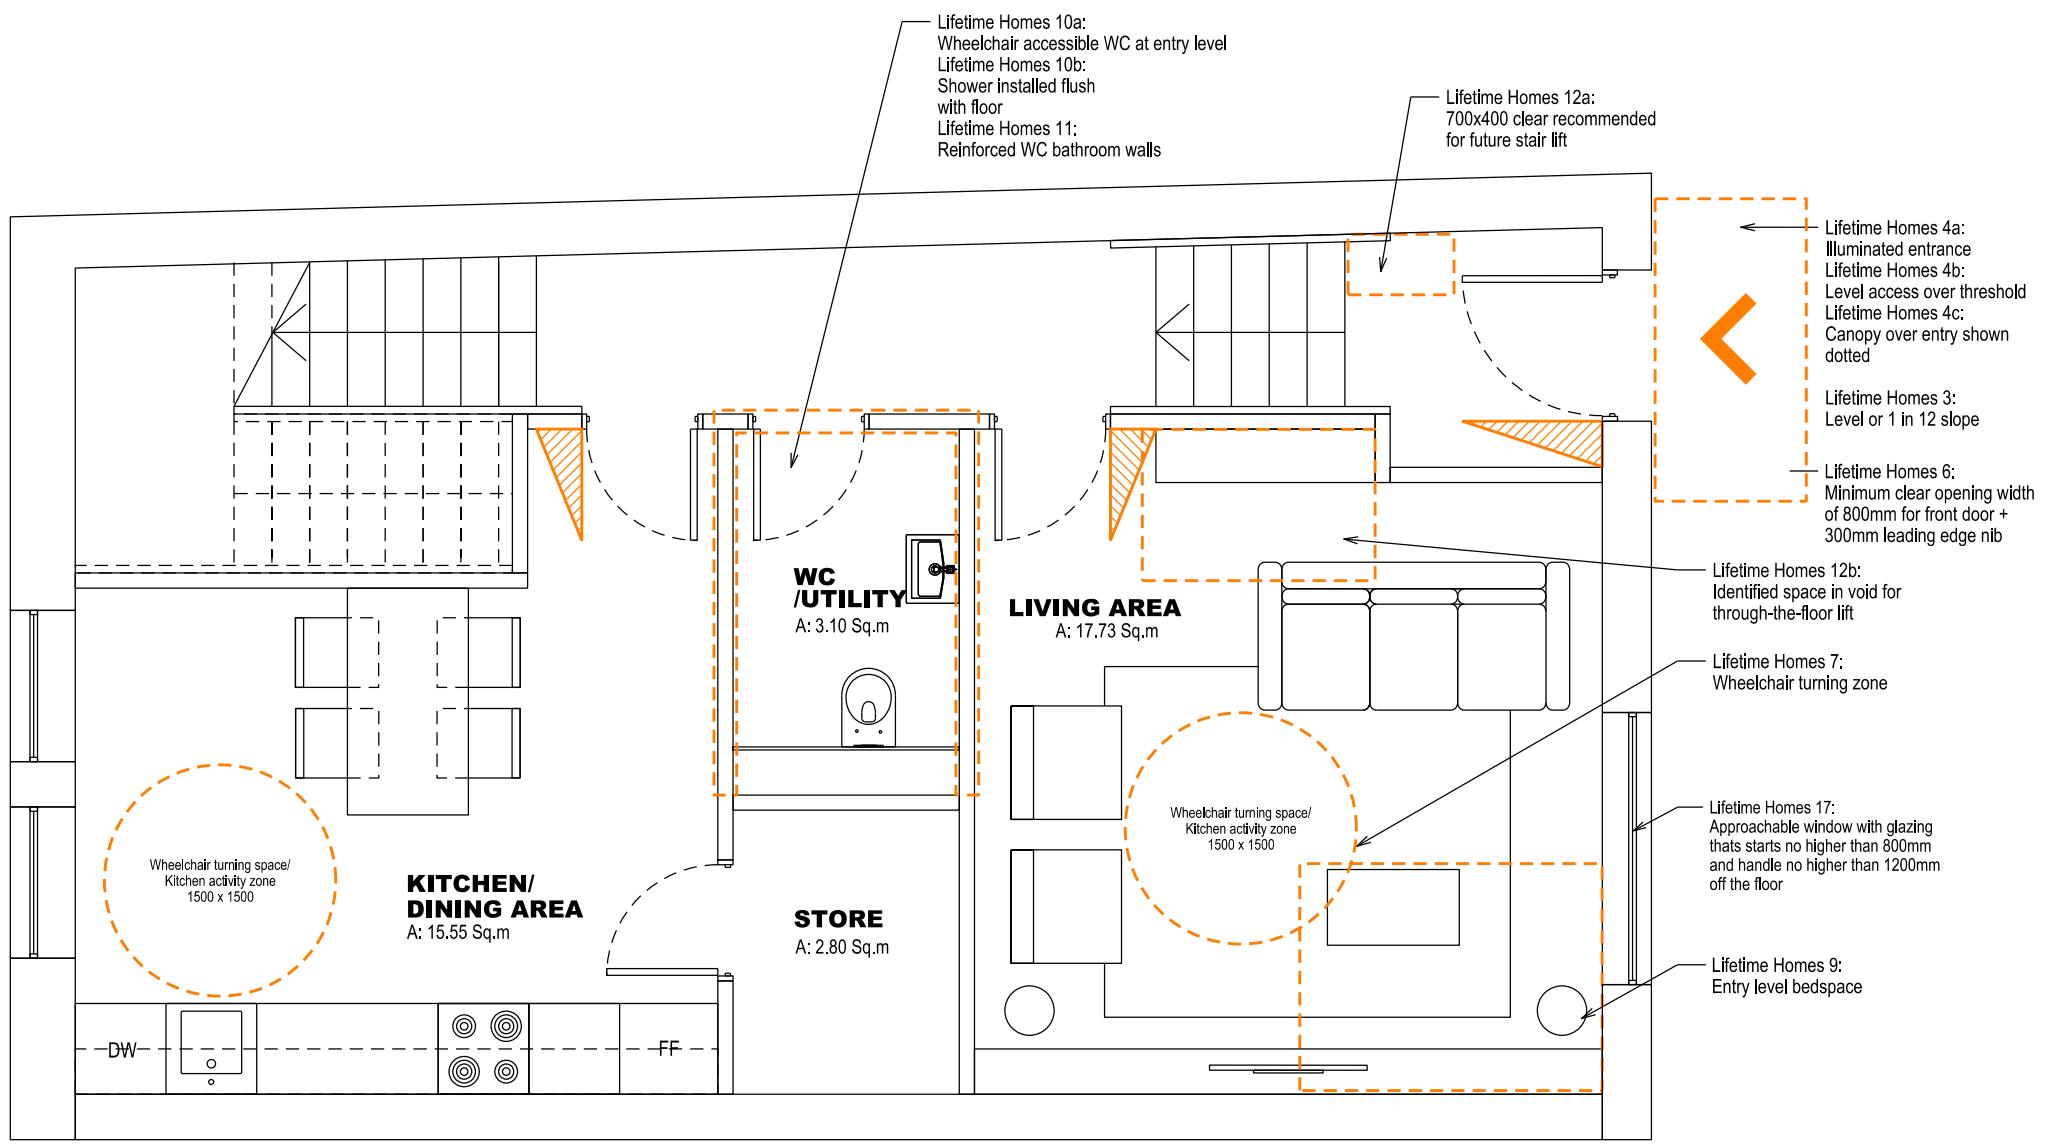 Lifetime Homes 10a:
Wheelchair accessible WC at entry level
Lifetime Homes 10b:
Shower installed flush
with floor
Lifetime Homes 11:
Reinforced WC bathroom walls
Lifetime Homes 12a:
700x400 clear recommended
for future stair lift
Lifetime Homes 4a:
Illuminated entrance
Lifetime Homes 4b:
Level access over threshold
Lifetime Homes 4c:
Canopy over entry shown
dotted
Lifetime Homes 3:
Level or 1 in 12 slope
Lifetime Homes 6:
Minimum clear opening width
of 800mm for front door +
300mm leading edge nib
Lifetime Homes 12b:
Identified space in void for
through-the-floor lift
Lifetime Homes 7:
Wheelchair turning zone
Lifetime Homes 17:
Approachable window with glazing
thats starts no higher than 800mm
and handle no higher than 1200mm
off the floor
Lifetime Homes 9:
Entry level bedspace
WC
/UTILITY
A: 3.10 Sq.m
LIVING AREA
A: 17.73 Sq.m
Wheelchair turning space/
Kitchen activity zone
1500 x 1500
Wheelchair turning space/
Kitchen activity zone
1500 x 1500
KITCHEN/
DINING AREA
A: 15.55 Sq.m
STORE
A: 2.80 Sq.m
DW
FF